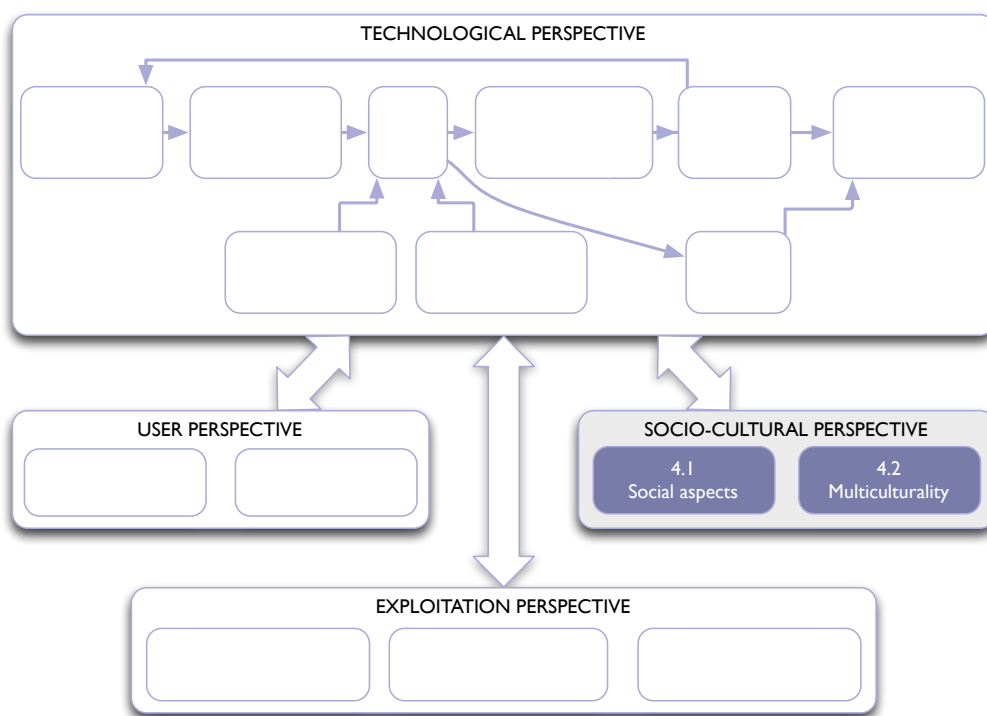 TECHNOLOGICAL PERSPECTIVE
USER PERSPECTIVE
SOCIO-CULTURAL PERSPECTIVE
4.1
Social aspects
4.2
Multiculturality
EXPLOITATION PERSPECTIVE